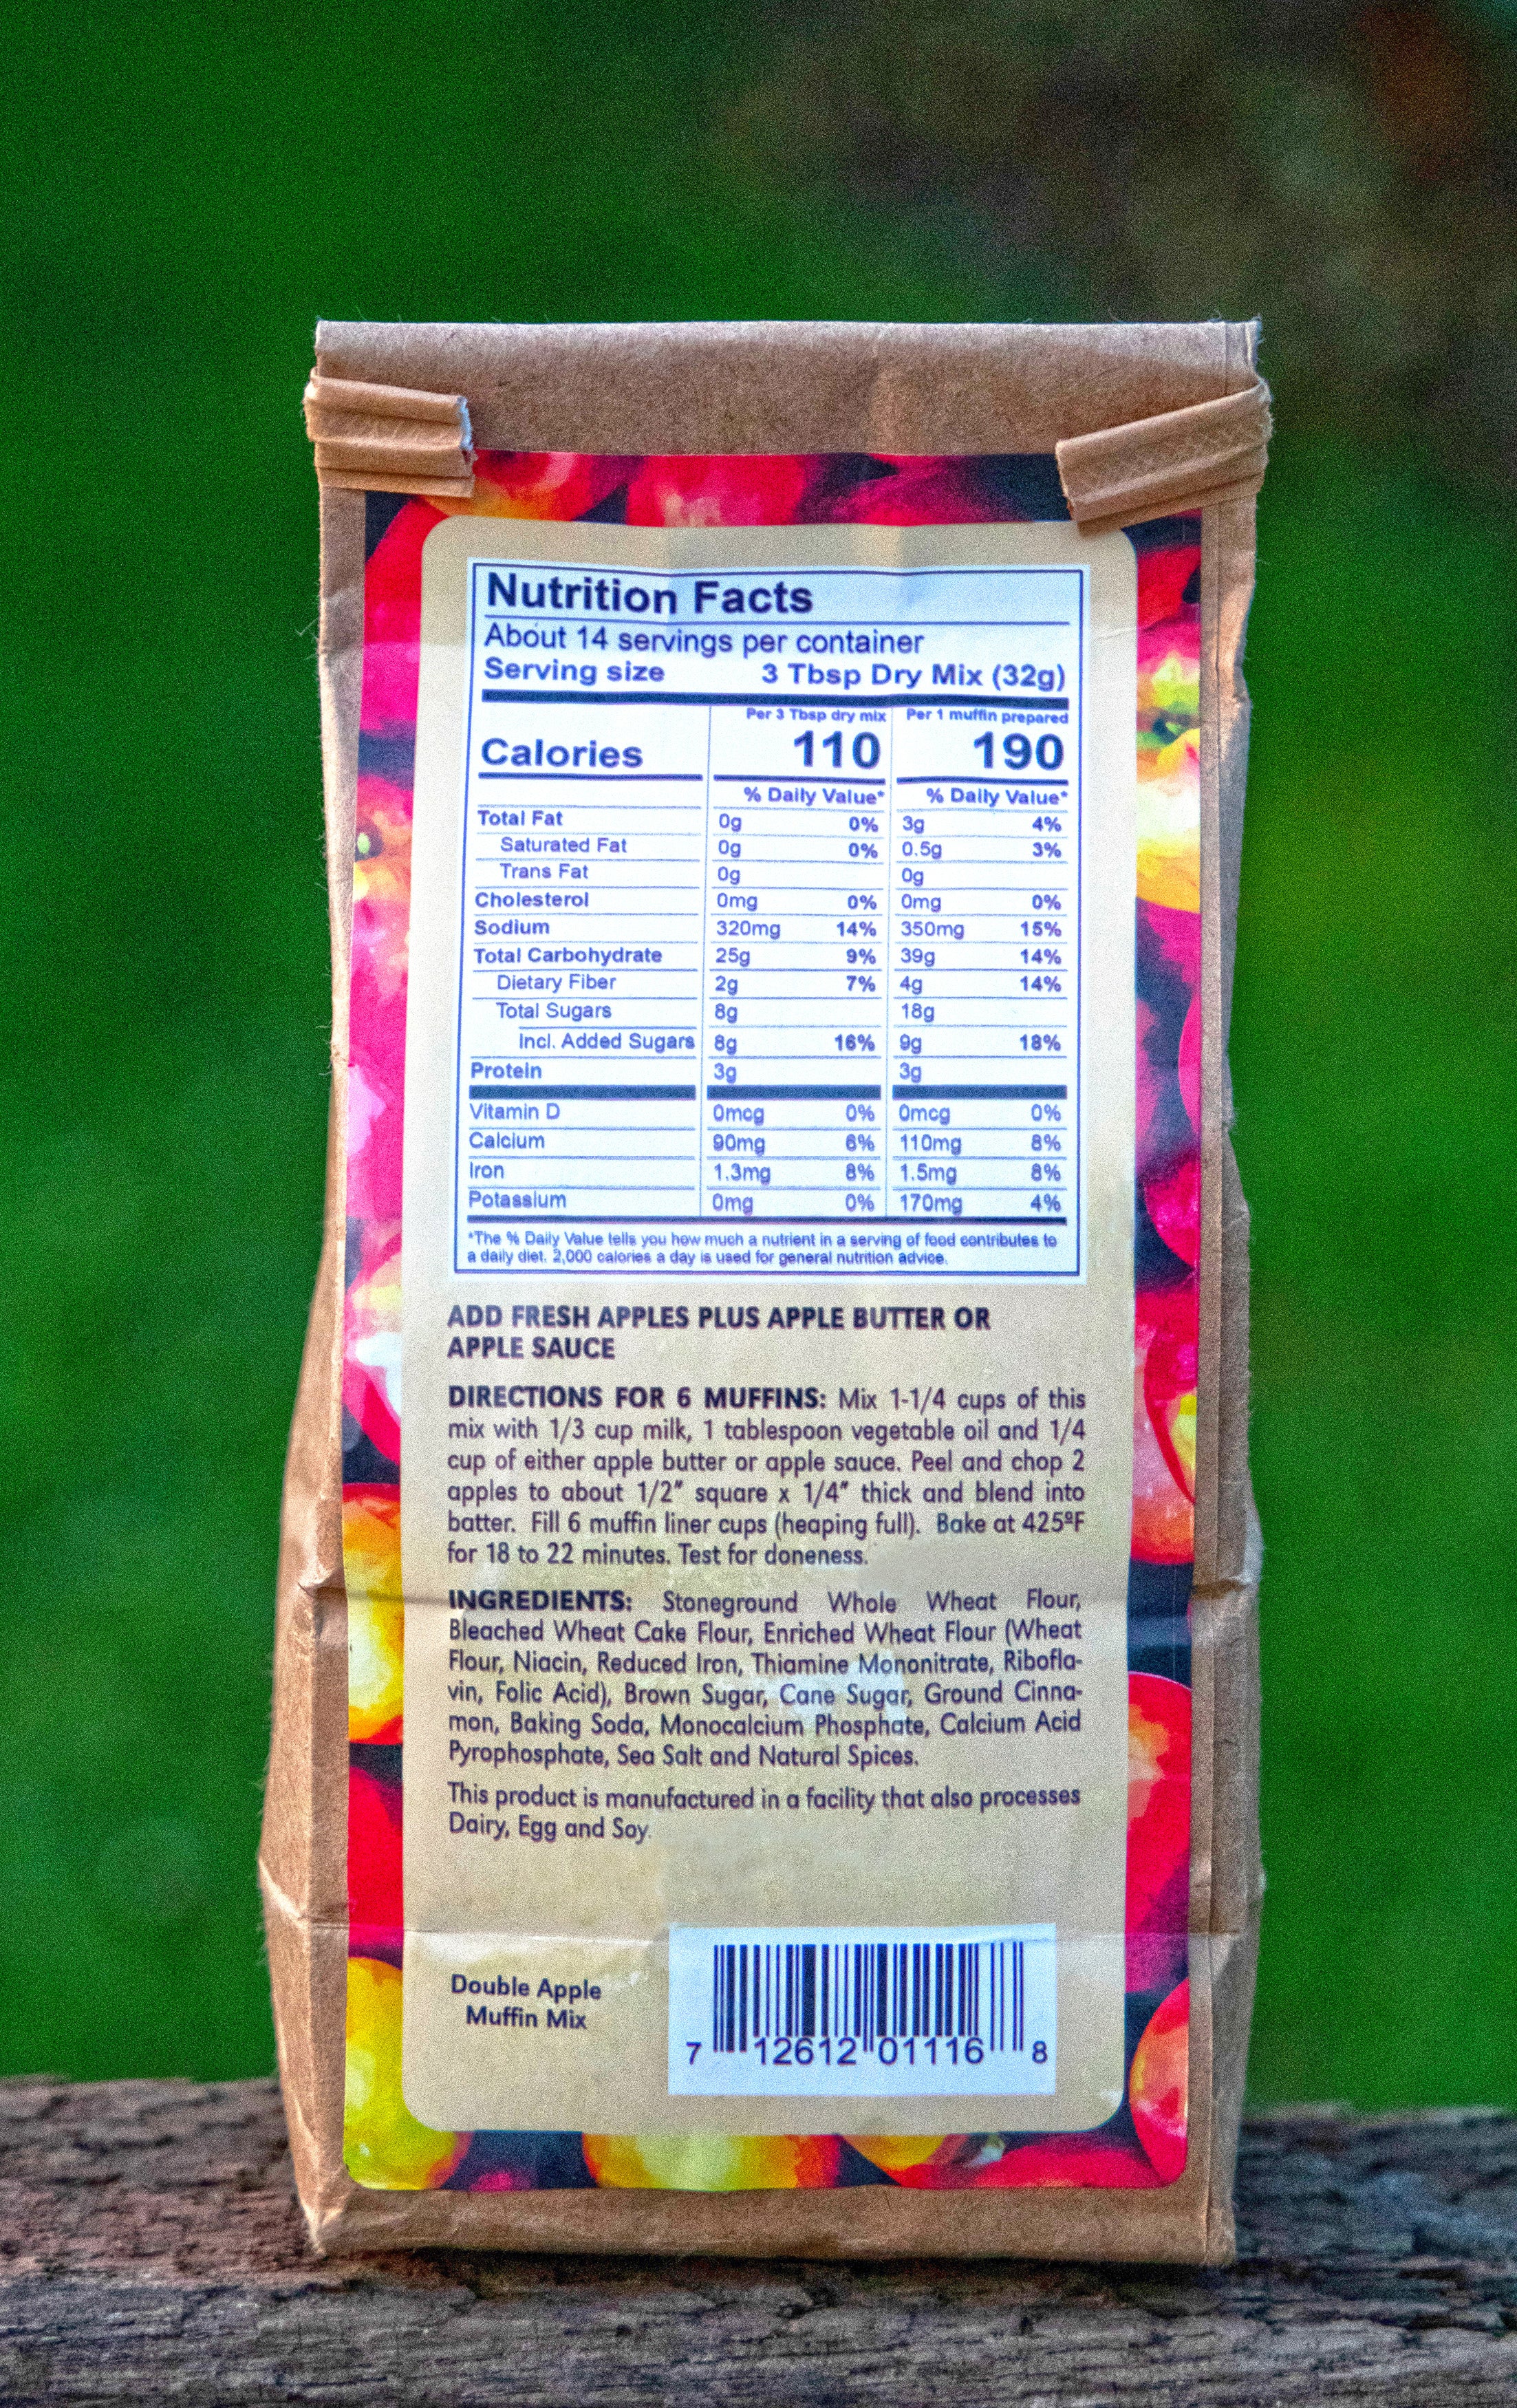 Nutrition Facts
About 14 servings per container
Serving size 3 Tbsp Dry Mix (32g)
Per 3 Tbsp dry mix Per 1 muffin prepared
Calories 110 190
% Daily Value* % Daily Value*
Total Fat 0g 0% 3g 4%
Saturated Fat 0g 0% 0.5g 3%
Trans Fat 0g 0g
Cholesterol 0mg 0% 0mg 0%
Sodium 320mg 14% 350mg 15%
Total Carbohydrate 25g 9% 39g 14%
Dietary Fiber 2g 7% 4g 14%
Total Sugars 8g 18g
Incl. Added Sugars 8g 16% 9g 18%
Protein 3g 3g
Vitamin D 0mcg 0% 0mcg 0%
Calcium 90mg 6% 110mg 8%
Iron 1.3mg 8% 1.5mg 8%
Potassium 0mg 0% 170mg 4%
*The % Daily Value tells you how much a nutrient in a serving of food contributes to
a daily diet. 2,000 calories a day is used for general nutrition advice.
ADD FRESH APPLES PLUS APPLE BUTTER OR
APPLE SAUCE
DIRECTIONS FOR 6 MUFFINS: Mix 1-1/4 cups of this
mix with 1/3 cup milk, 1 tablespoon vegetable oil and 1/4
cup of either apple butter or apple sauce. Peel and chop 2
apples to about 1/2" square x 1/4" thick and blend into
batter. Fill 6 muffin liner cups (heaping full). Bake at 425ºF
for 18 to 22 minutes. Test for doneness.
INGREDIENTS: Stoneground Whole Wheat Flour,
Bleached Wheat Cake Flour, Enriched Wheat Flour (Wheat
Flour, Niacin, Reduced Iron, Thiamine Mononitrate, Ribofla-
vin, Folic Acid), Brown Sugar, Cane Sugar, Ground Cinna-
mon, Baking Soda, Monocalcium Phosphate, Calcium Acid
Pyrophosphate, Sea Salt and Natural Spices.
This product is manufactured in a facility that also processes
Dairy, Egg and Soy.
Double Apple
Muffin Mix
7 12612 01116 8